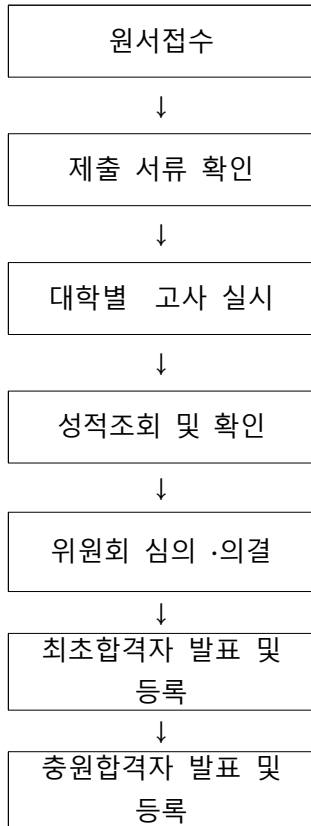 원서접수
↓
제출 서류 확인
↓
대학별 고사 실시
↓
성적조회 및 확인
↓
위원회 심의 ·의결
↓
최초합격자 발표 및
등록
↓
충원합격자 발표 및
등록